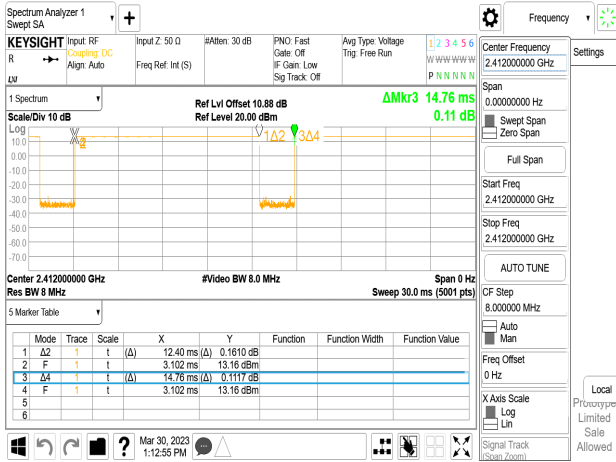 Spectrum Analyzer 1
Swept SA
Frequency
KEYSIGHT
R
Input: RF
Coupling: DC
Align: Auto
Input Z: 50 Ω
Freq Ref: Int (S)
#Atten: 30 dB
PNO: Fast
Gate: Off
IF Gain: Low
Sig Track: Off
Avg Type: Voltage
Trig: Free Run
1 2 3 4 5 6
W W W W W W
P N N N N N
Center Frequency
2.412000000 GHz
Settings
1 Spectrum
Scale/Div 10 dB
Ref Lvl Offset 10.88 dB
Ref Level 20.00 dBm
ΔMkr3 14.76 ms
0.11 dB
Span
0.00000000 Hz
Swept Span
Zero Span
Log
1Δ2
3Δ4
10.0
0.00
-10.0
-20.0
-30.0
-40.0
-50.0
-60.0
-70.0
Full Span
Start Freq
2.412000000 GHz
Stop Freq
2.412000000 GHz
AUTO TUNE
Center 2.412000000 GHz
Res BW 8 MHz
#Video BW 8.0 MHz
Span 0 Hz
Sweep 30.0 ms (5001 pts)
CF Step
8.000000 MHz
Auto
Man
5 Marker Table
Mode Trace Scale X Y Function Function Width Function Value
1 Δ2 1 t (Δ) 12.40 ms (Δ) 0.1610 dB
2 F 1 t 3.102 ms 13.16 dBm
3 Δ4 1 t (Δ) 14.76 ms (Δ) 0.1117 dB
4 F 1 t 3.102 ms 13.16 dBm
5
6
Freq Offset
0 Hz
X Axis Scale
Log
Lin
Local
Prototype
Limited
Sale
Allowed
Signal Track
(Span Zoom)
?
Mar 30, 2023
1:12:55 PM